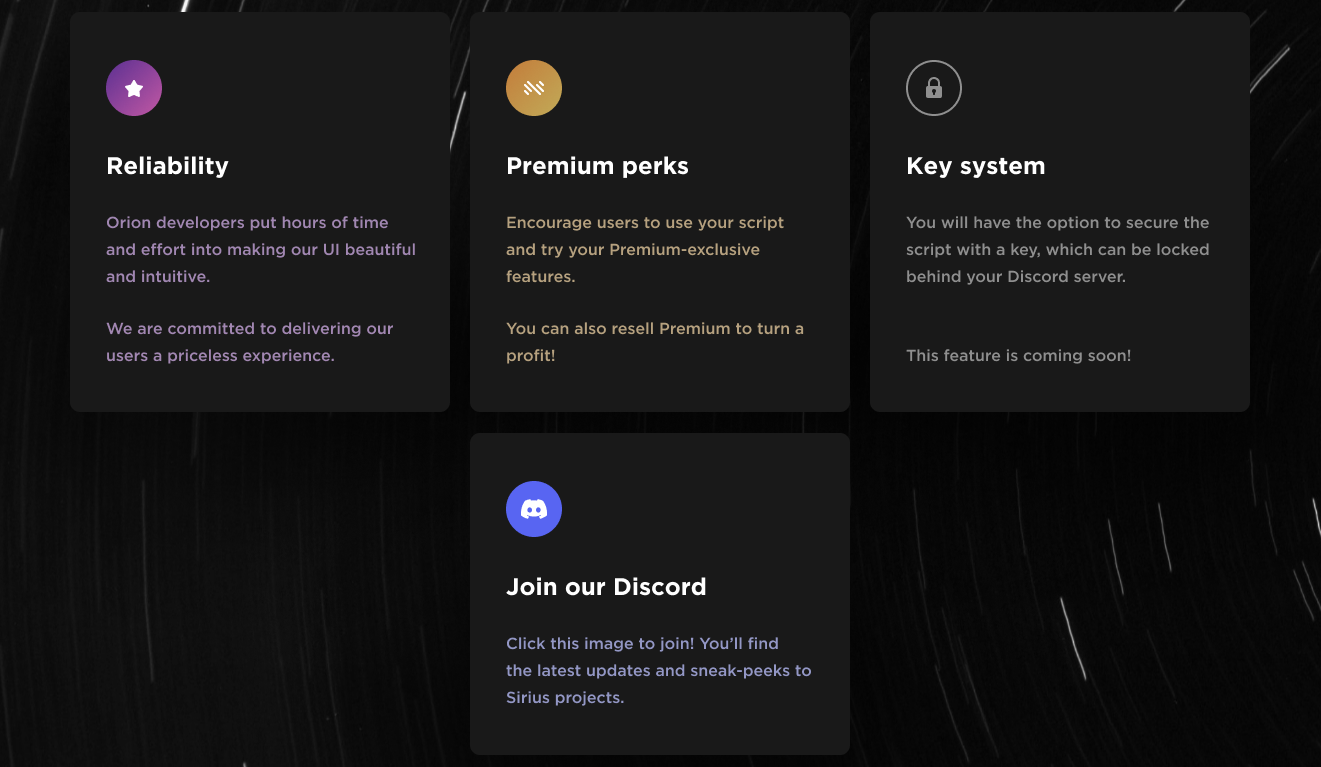 Reliability
Orion developers put hours of time
and effort into making our UI beautiful
and intuitive.
We are committed to delivering our
users a priceless experience.
Premium perks
Encourage users to use your script
and try your Premium-exclusive
features.
You can also resell Premium to turn a
profit!
Key system
You will have the option to secure the
script with a key, which can be locked
behind your Discord server.
This feature is coming soon!
Join our Discord
Click this image to join! You’ll find
the latest updates and sneak-peeks to
Sirius projects.